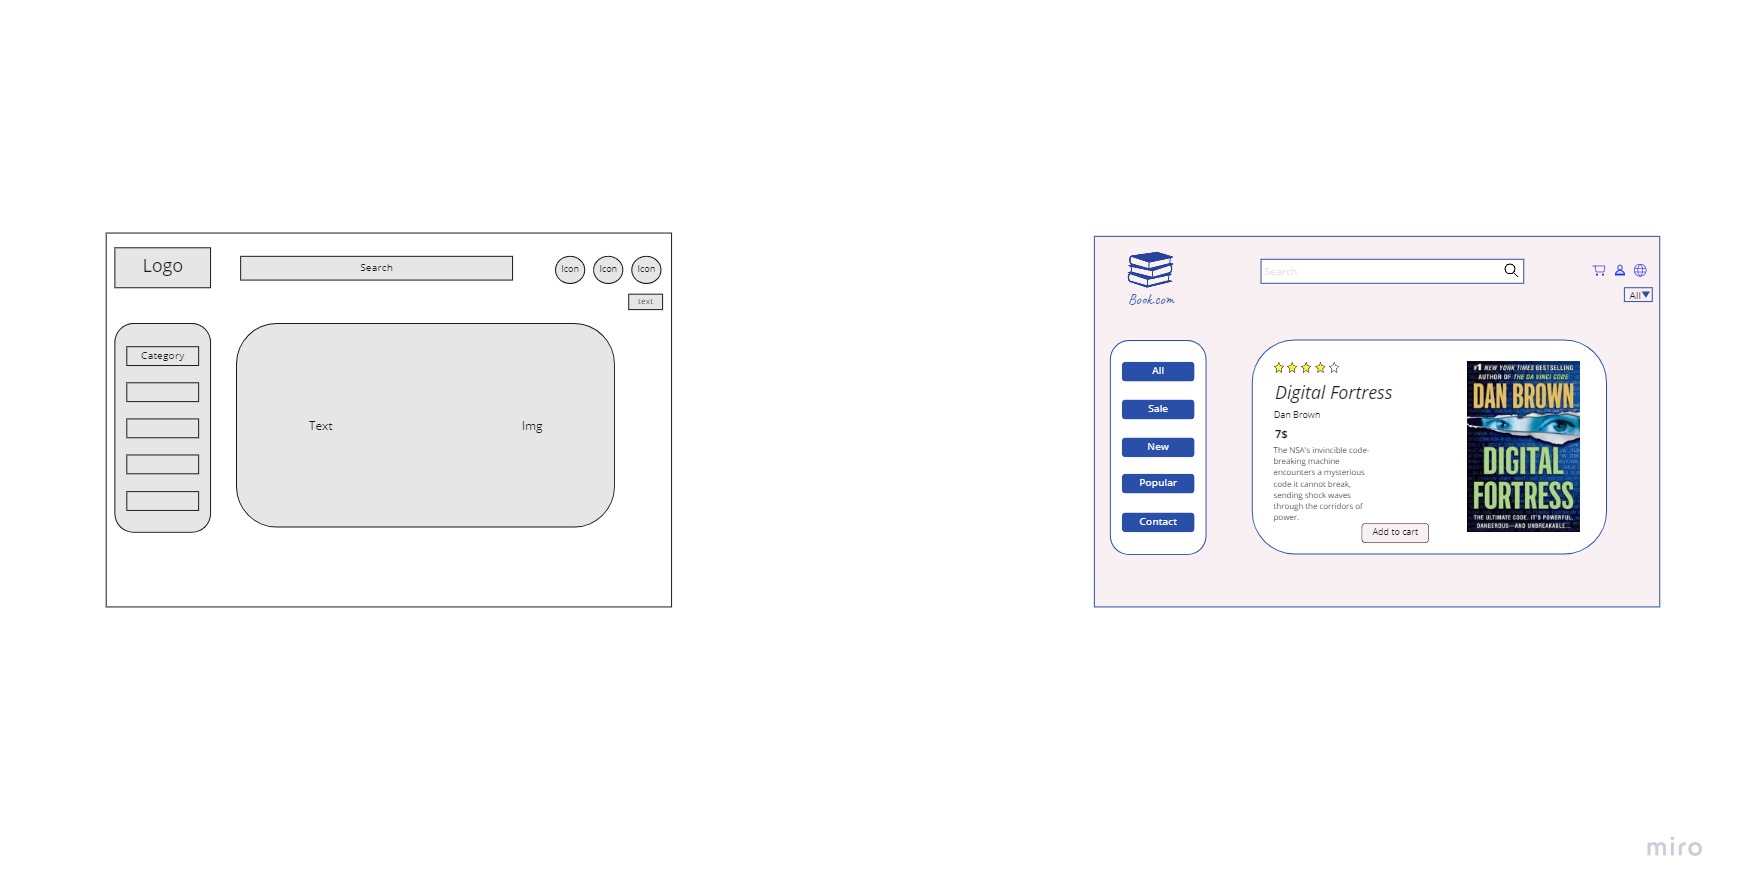 Logo
Search
Icon Icon Icon
text
Category
Text
Img
Book.com
Search
All
All
Sale
New
Popular
Contact
Digital Fortress
Dan Brown
7$
The NSA's invincible code-
breaking machine
encounters a mysterious
code it cannot break,
sending shock waves
through the corridors of
power.
Add to cart
#1 NEW YORK TIMES BESTSELLING
AUTHOR OF THE DA VINCI CODE
DAN BROWN
DIGITAL
FORTRESS
THE ULTIMATE CODE. IT'S POWERFUL,
DANGEROUS—AND UNBREAKABLE...
miro